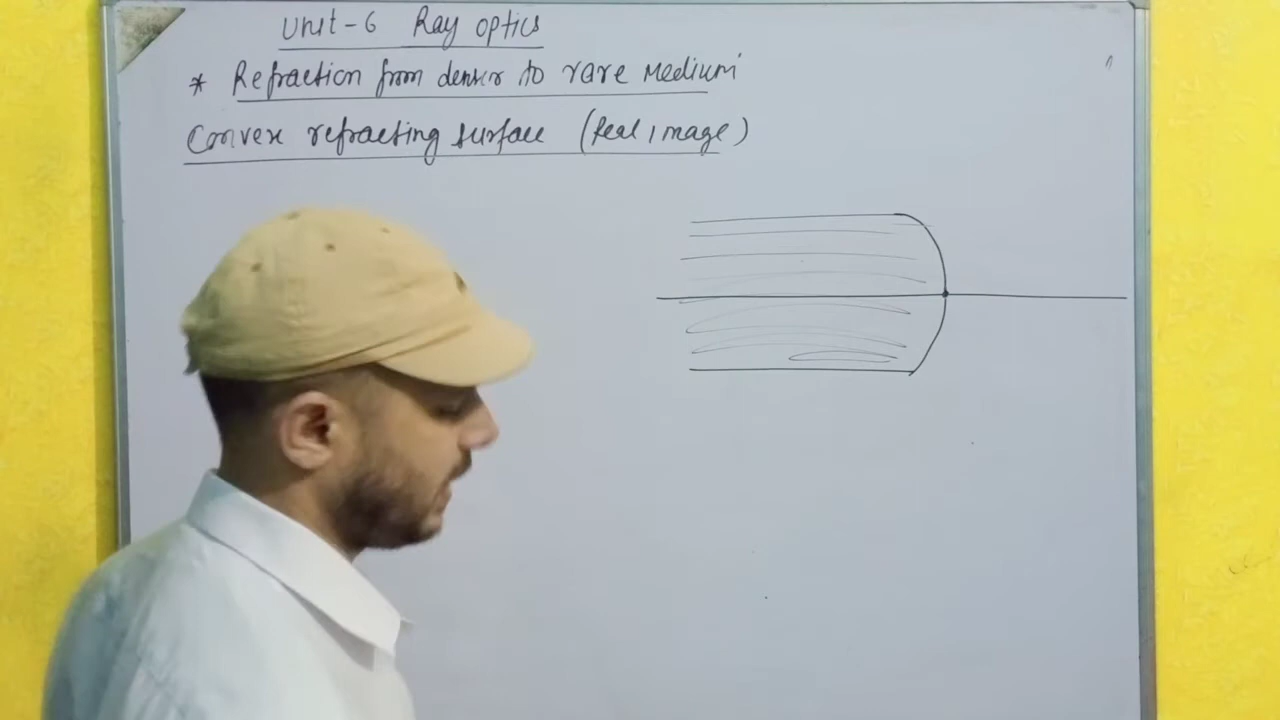 Unit-6 Ray optics
* Refraction from denser to rare Medium
Convex refracting surface (Real image)